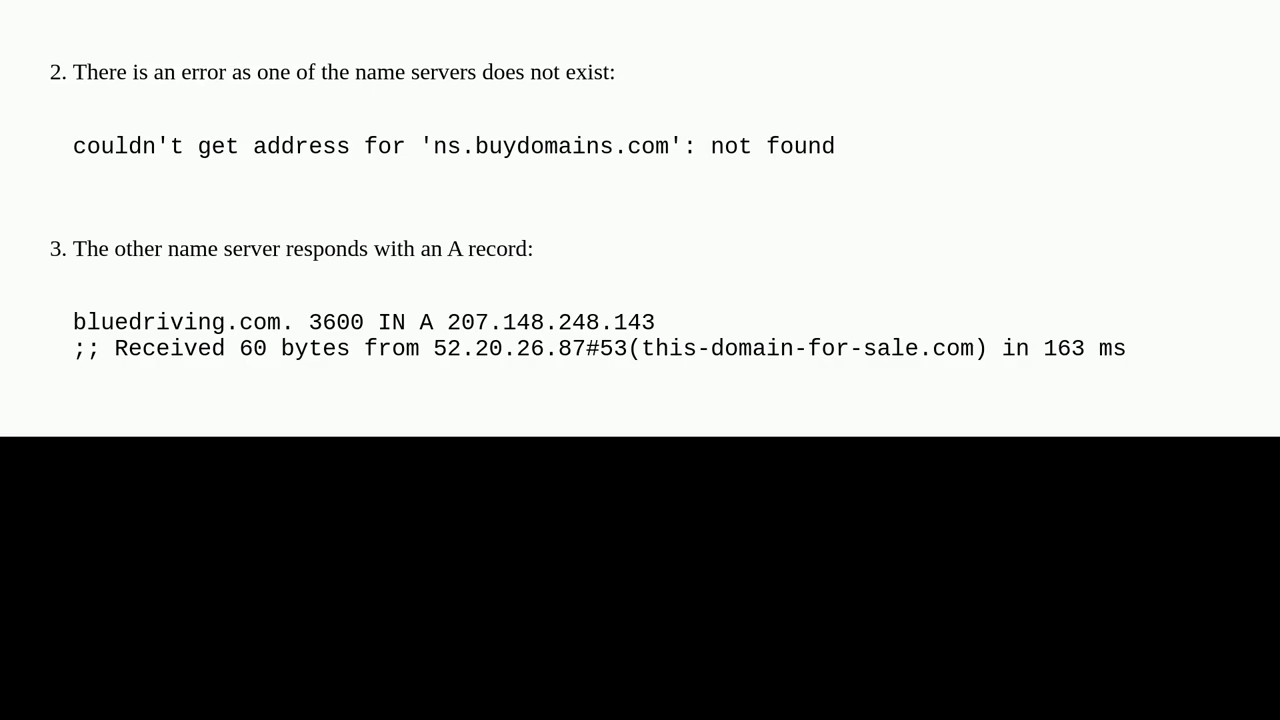 2. There is an error as one of the name servers does not exist:
couldn't get address for 'ns.buydomains.com': not found
3. The other name server responds with an A record:
bluedriving.com. 3600 IN A 207.148.248.143
;; Received 60 bytes from 52.20.26.87#53(this-domain-for-sale.com) in 163 ms